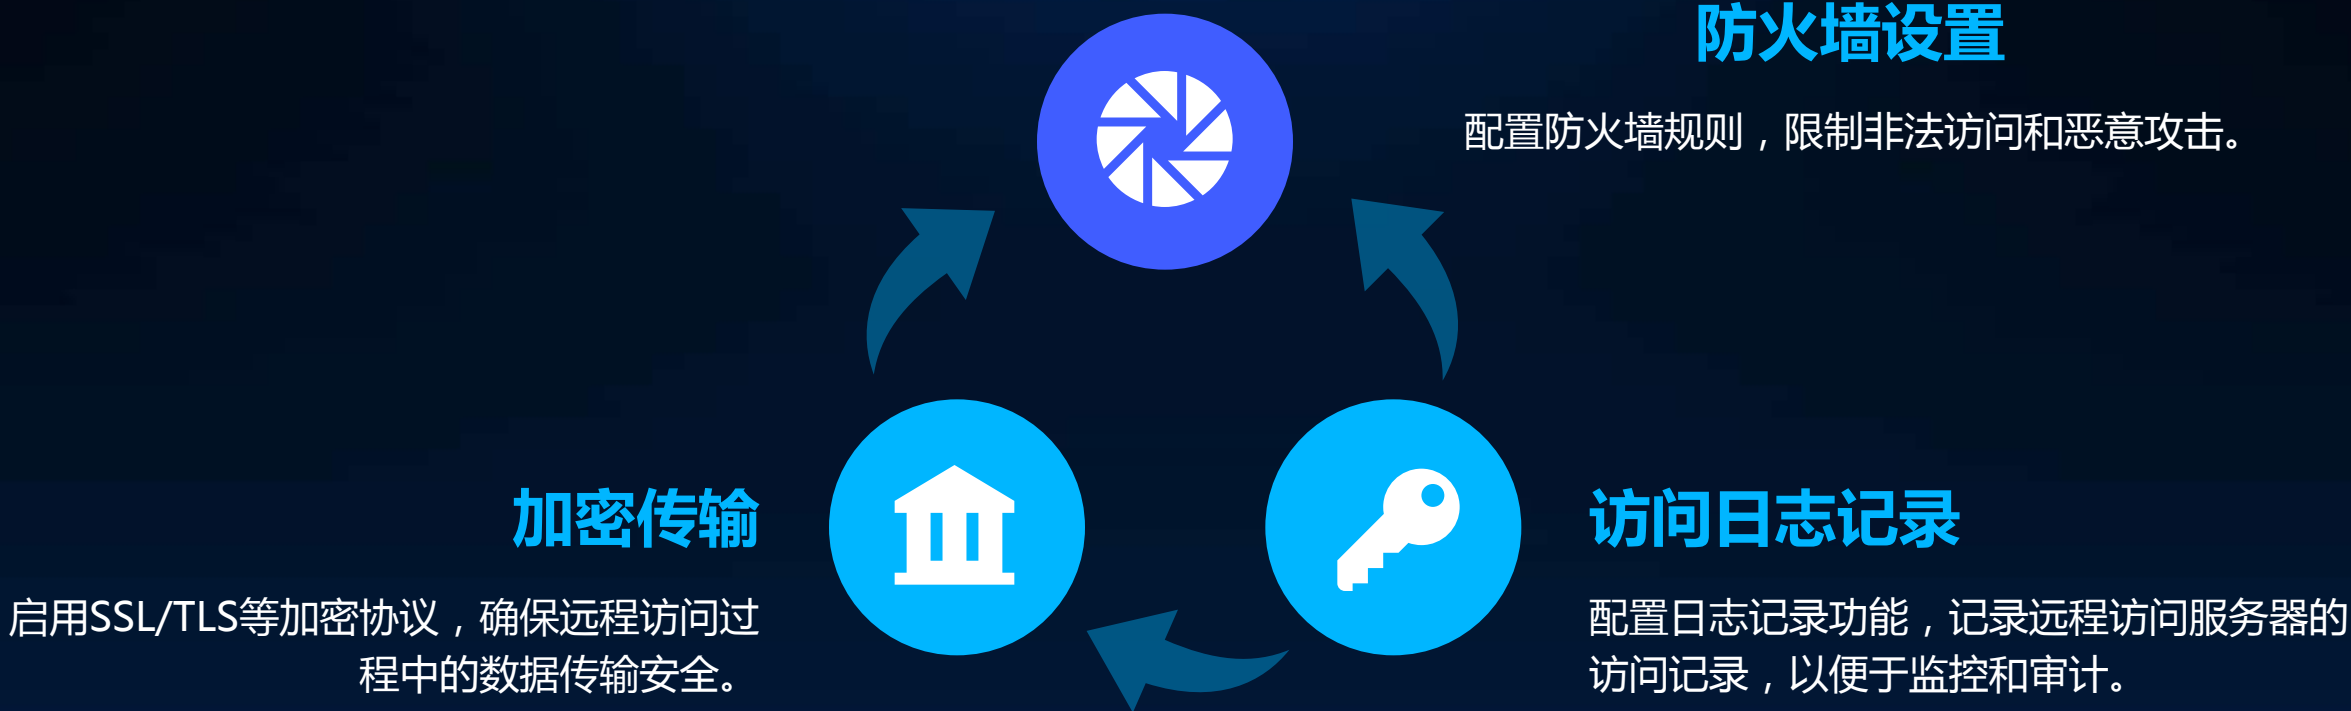 防火墙设置
配置防火墙规则，限制非法访问和恶意攻击。
加密传输
启用SSL/TLS等加密协议，确保远程访问过
程中的数据传输安全。
访问日志记录
配置日志记录功能，记录远程访问服务器的
访问记录，以便于监控和审计。